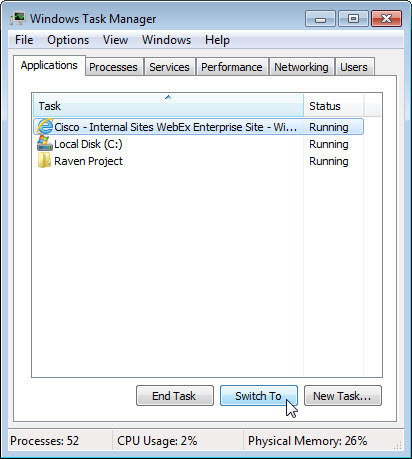 Windows Task Manager
File Options View Windows Help
Applications Processes Services Performance Networking Users
Task Status
Cisco - Internal Sites WebEx Enterprise Site - Wi... Running
Local Disk (C:) Running
Raven Project Running
End Task Switch To New Task...
Processes: 52 CPU Usage: 2% Physical Memory: 26%